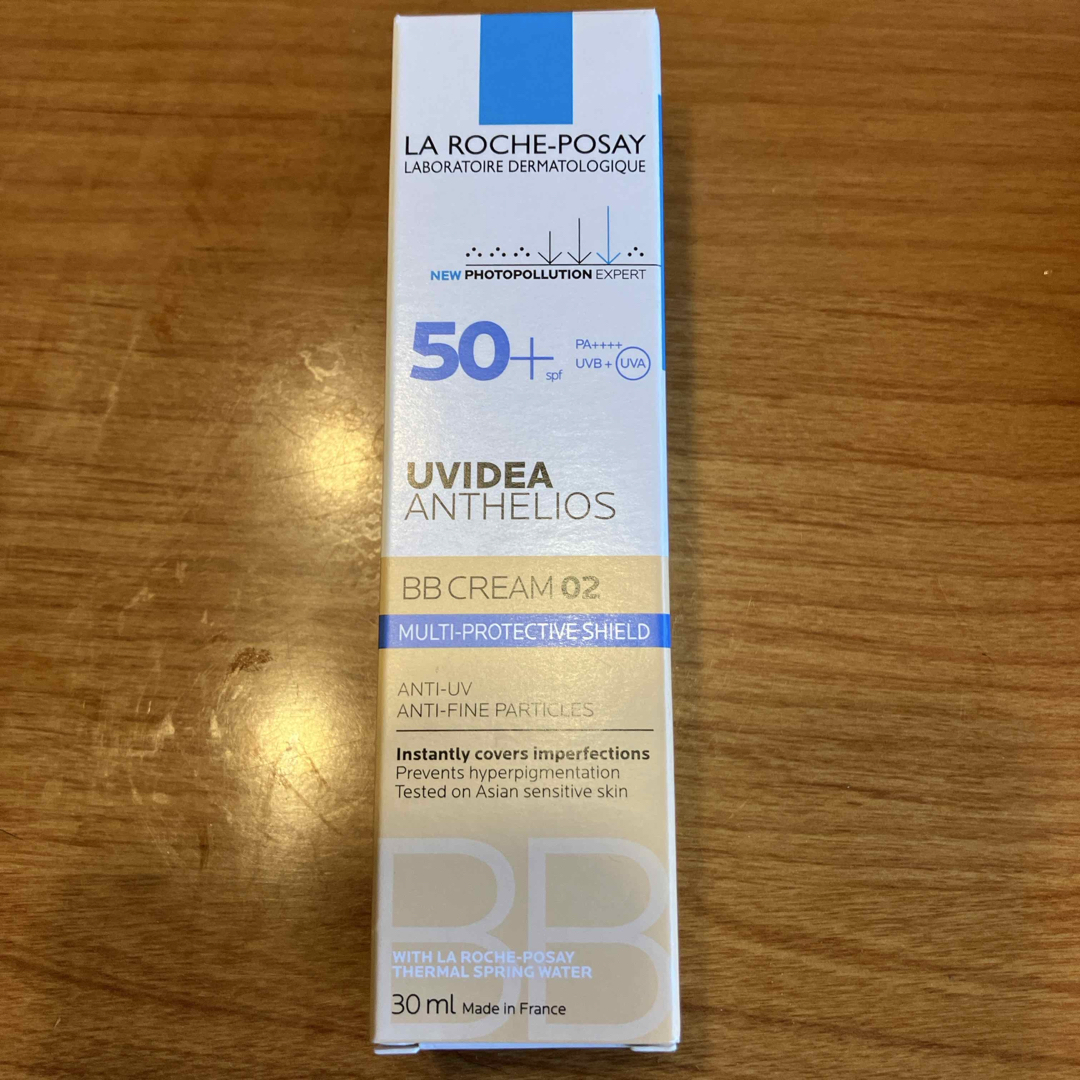 LA ROCHE-POSAY
LABORATOIRE DERMATOLOGIQUE
NEW PHOTOPOLLUTION EXPERT
50+ spf
PA++++
UVB + UVA
UVIDEA
ANTHELIOS
BB CREAM 02
MULTI-PROTECTIVE SHIELD
ANTI-UV
ANTI-FINE PARTICLES
Instantly covers imperfections
Prevents hyperpigmentation
Tested on Asian sensitive skin
BB
WITH LA ROCHE-POSAY
THERMAL SPRING WATER
30 ml Made in France